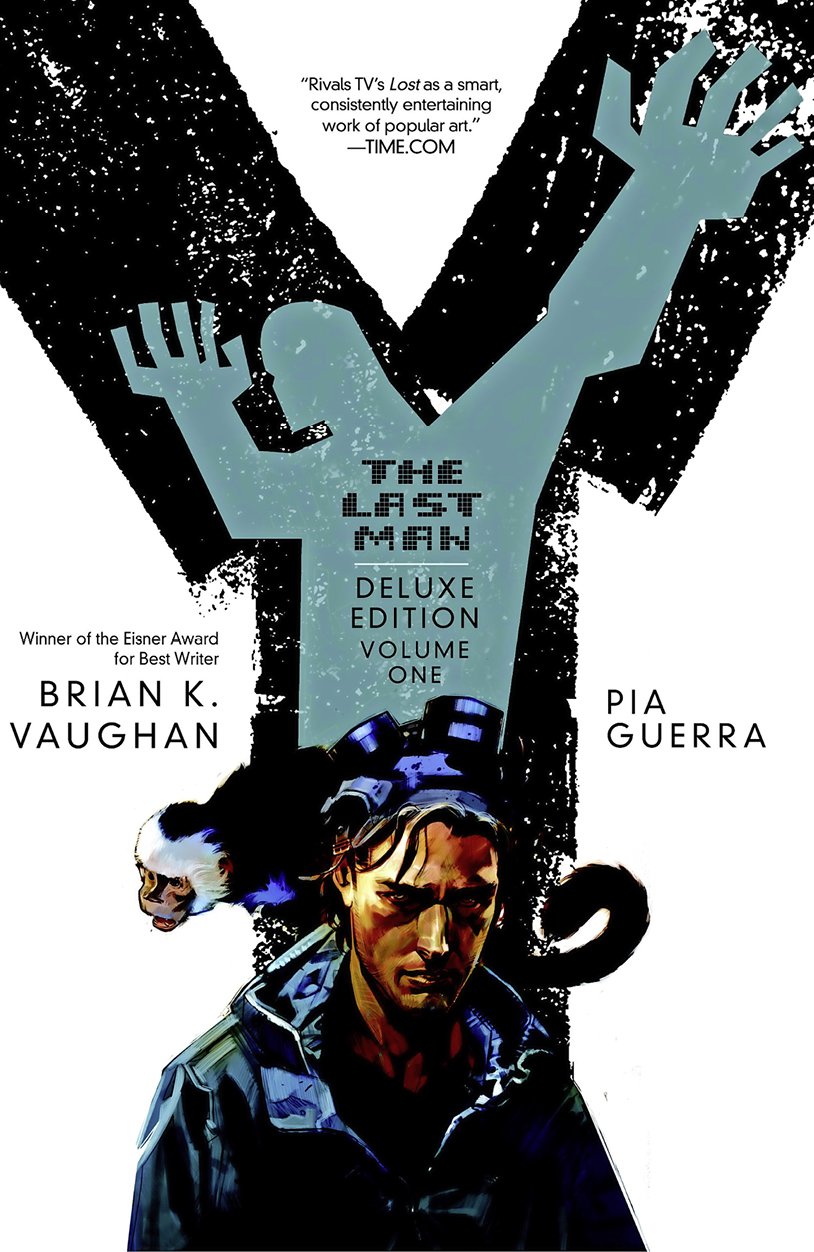 “Rivals TV’s Lost as a smart,
consistently entertaining
work of popular art.”
—TIME.COM
Y
THE
LAST
MAN
DELUXE
EDITION
VOLUME
ONE
Winner of the Eisner Award
for Best Writer
BRIAN K.
VAUGHAN
PIA
GUERRA